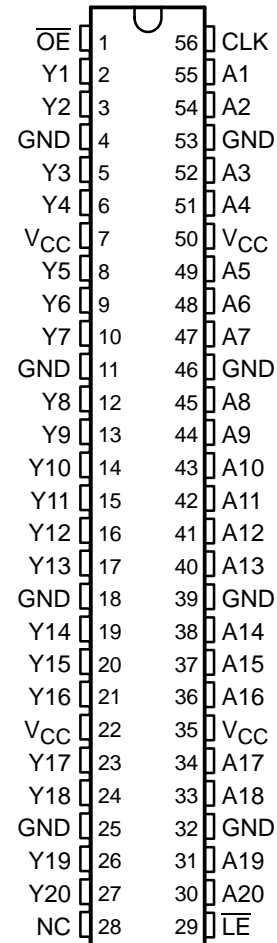 O̅E̅ 1 56 CLK
Y1 2 55 A1
Y2 3 54 A2
GND 4 53 GND
Y3 5 52 A3
Y4 6 51 A4
VCC 7 50 VCC
Y5 8 49 A5
Y6 9 48 A6
Y7 10 47 A7
GND 11 46 GND
Y8 12 45 A8
Y9 13 44 A9
Y10 14 43 A10
Y11 15 42 A11
Y12 16 41 A12
Y13 17 40 A13
GND 18 39 GND
Y14 19 38 A14
Y15 20 37 A15
Y16 21 36 A16
VCC 22 35 VCC
Y17 23 34 A17
Y18 24 33 A18
GND 25 32 GND
Y19 26 31 A19
Y20 27 30 A20
NC 28 29 L̅E̅